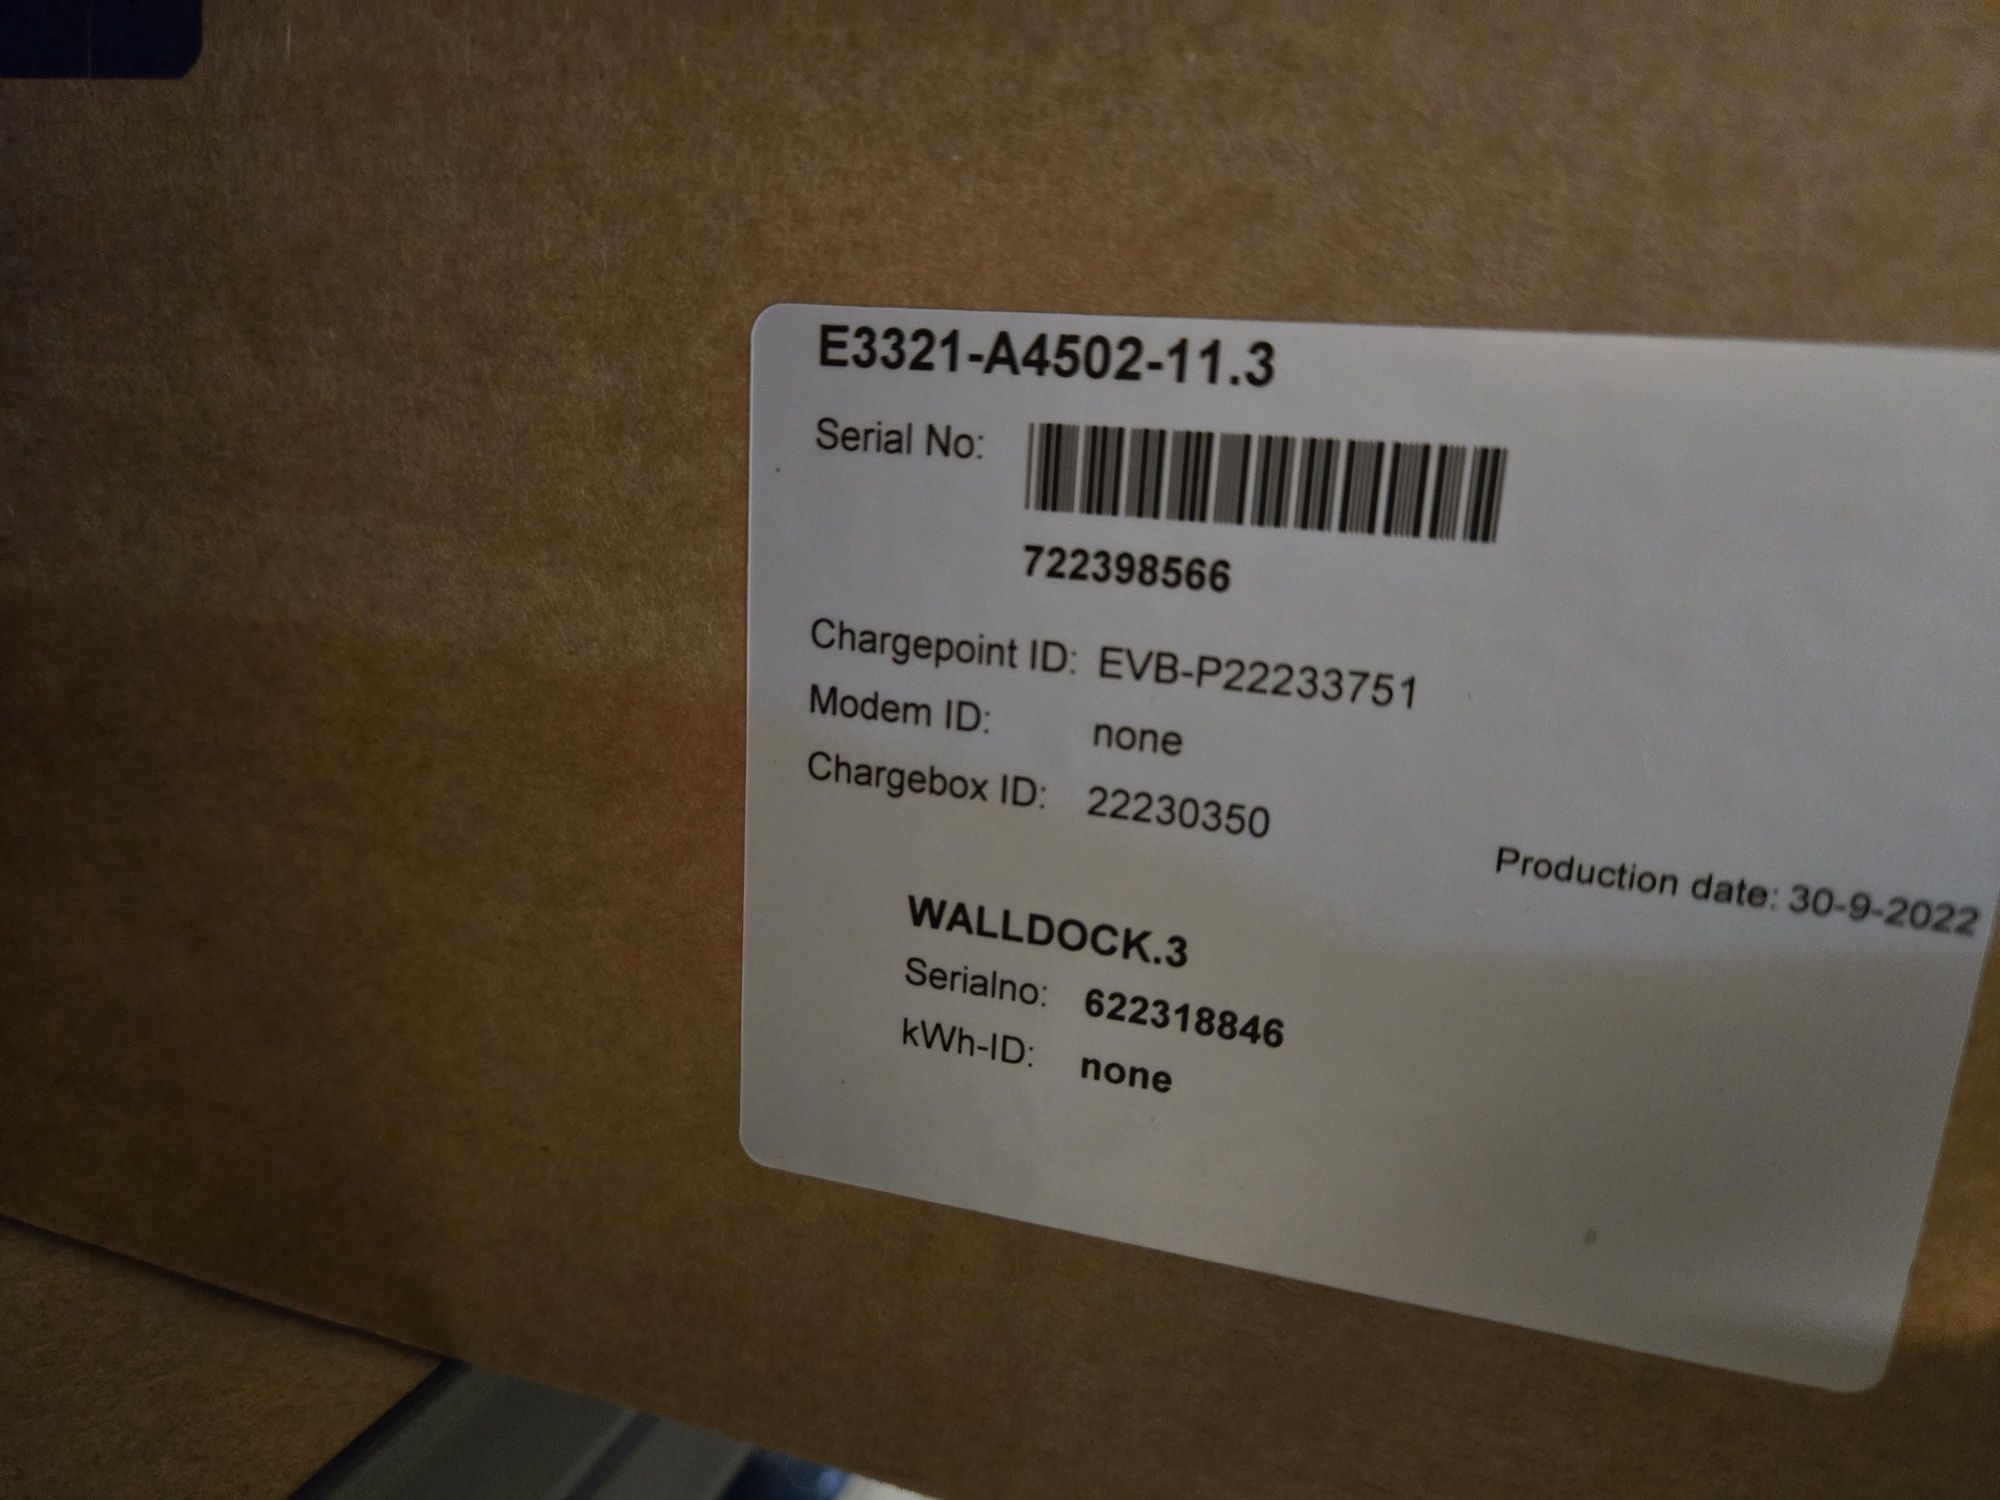 E3321-A4502-11.3
Serial No:
722398566
Chargepoint ID: EVB-P22233751
Modem ID: none
Chargebox ID: 22230350
Production date: 30-9-2022
WALLDOCK.3
Serialno: 622318846
kWh-ID: none